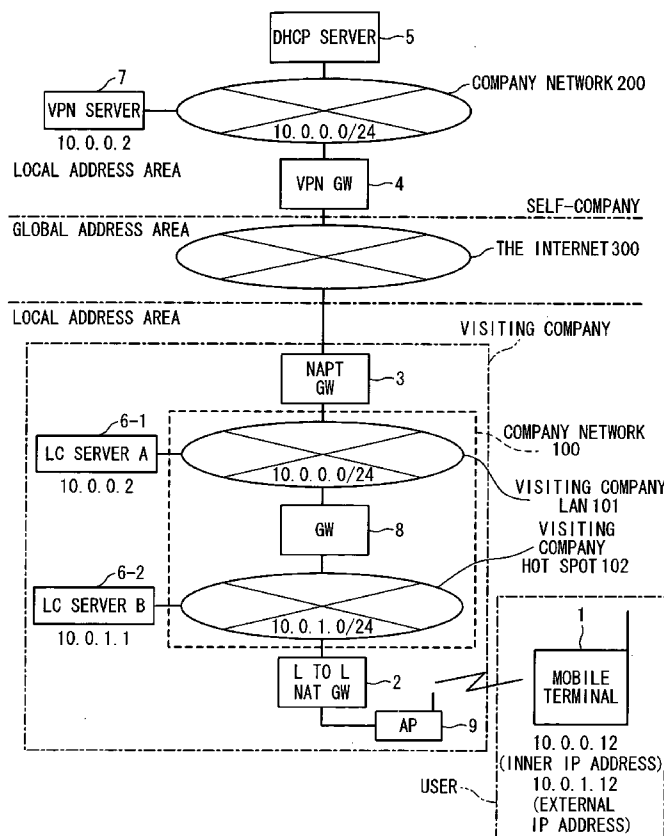 DHCP SERVER
5
7
VPN SERVER
10.0.0.2
COMPANY NETWORK 200
10.0.0.0/24
LOCAL ADDRESS AREA
VPN GW
4
SELF-COMPANY
GLOBAL ADDRESS AREA
THE INTERNET 300
LOCAL ADDRESS AREA
VISITING COMPANY
NAPT
GW
3
6-1
LC SERVER A
10.0.0.2
10.0.0.0/24
COMPANY NETWORK
100
VISITING COMPANY
LAN 101
GW
8
VISITING
COMPANY
HOT SPOT 102
6-2
LC SERVER B
10.0.1.1
10.0.1.0/24
L TO L
NAT GW
2
AP
9
1
MOBILE
TERMINAL
10.0.0.12
(INNER IP ADDRESS)
10.0.1.12
(EXTERNAL
IP ADDRESS)
USER